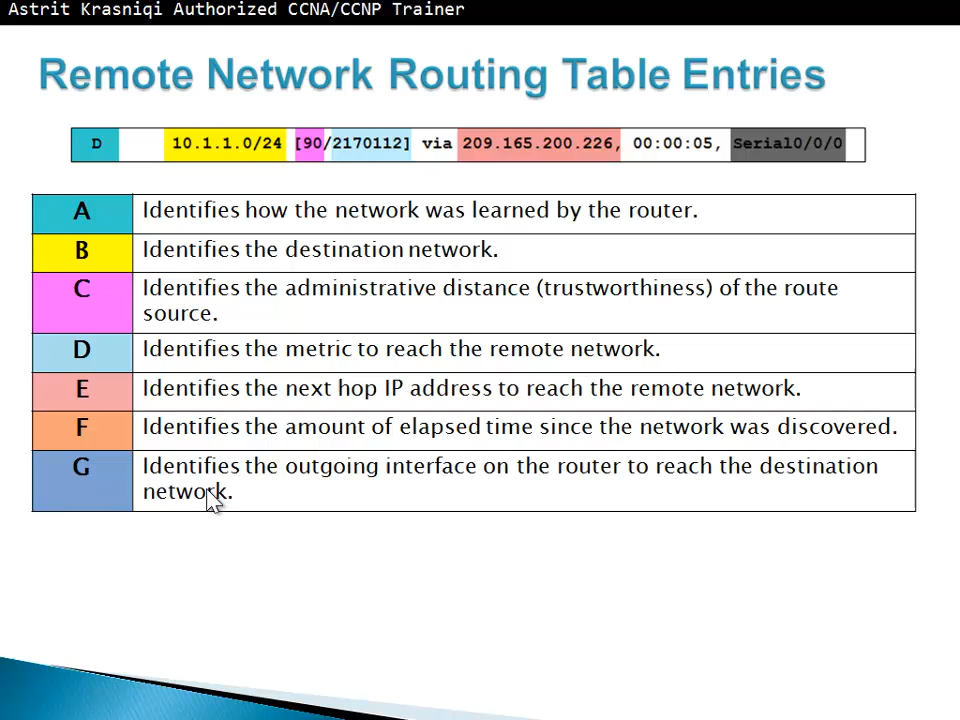 Astrit Krasniqi Authorized CCNA/CCNP Trainer
Remote Network Routing Table Entries
D 10.1.1.0/24 [90/2170112] via 209.165.200.226, 00:00:05, Serial0/0/0
A Identifies how the network was learned by the router.
B Identifies the destination network.
C Identifies the administrative distance (trustworthiness) of the route
source.
D Identifies the metric to reach the remote network.
E Identifies the next hop IP address to reach the remote network.
F Identifies the amount of elapsed time since the network was discovered.
G Identifies the outgoing interface on the router to reach the destination
network.